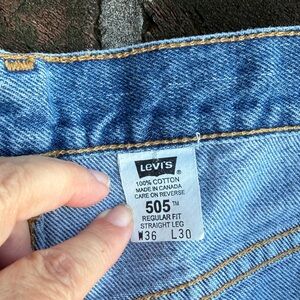 LEVI'S®
100% COTTON
MADE IN CANADA
CARE ON REVERSE
505™
REGULAR FIT
STRAIGHT LEG
W36 L30